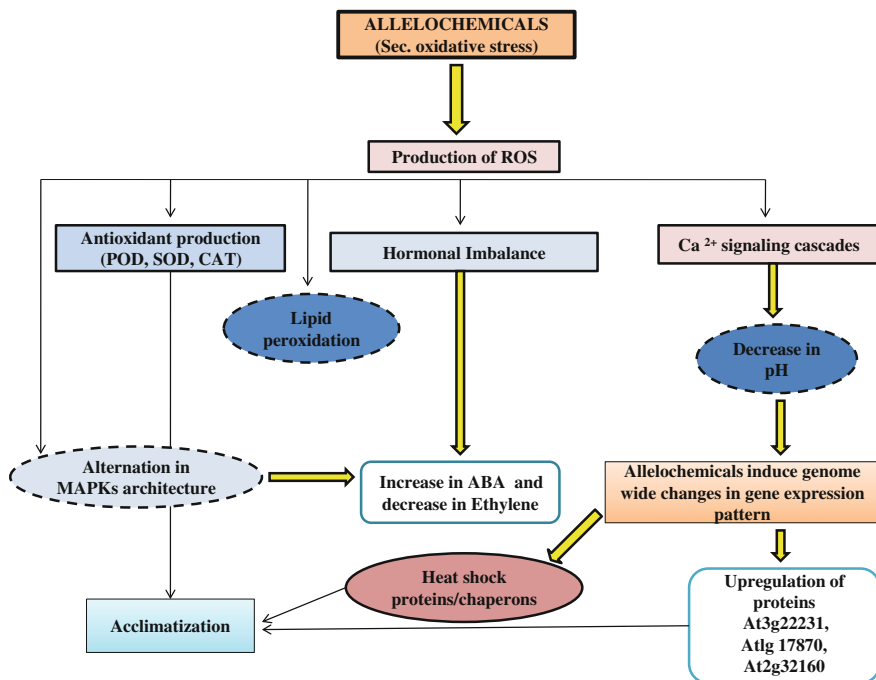 ALLELOCHEMICALS
(Sec. oxidative stress)
Production of ROS
Antioxidant production
(POD, SOD, CAT)
Hormonal Imbalance
Ca 2+ signaling cascades
Lipid
peroxidation
Decrease in
pH
Alternation in
MAPKs architecture
Increase in ABA and
decrease in Ethylene
Allelochemicals induce genome
wide changes in gene expression
pattern
Heat shock
proteins/chaperons
Upregulation of
proteins
At3g22231,
Atlg 17870,
At2g32160
Acclimatization